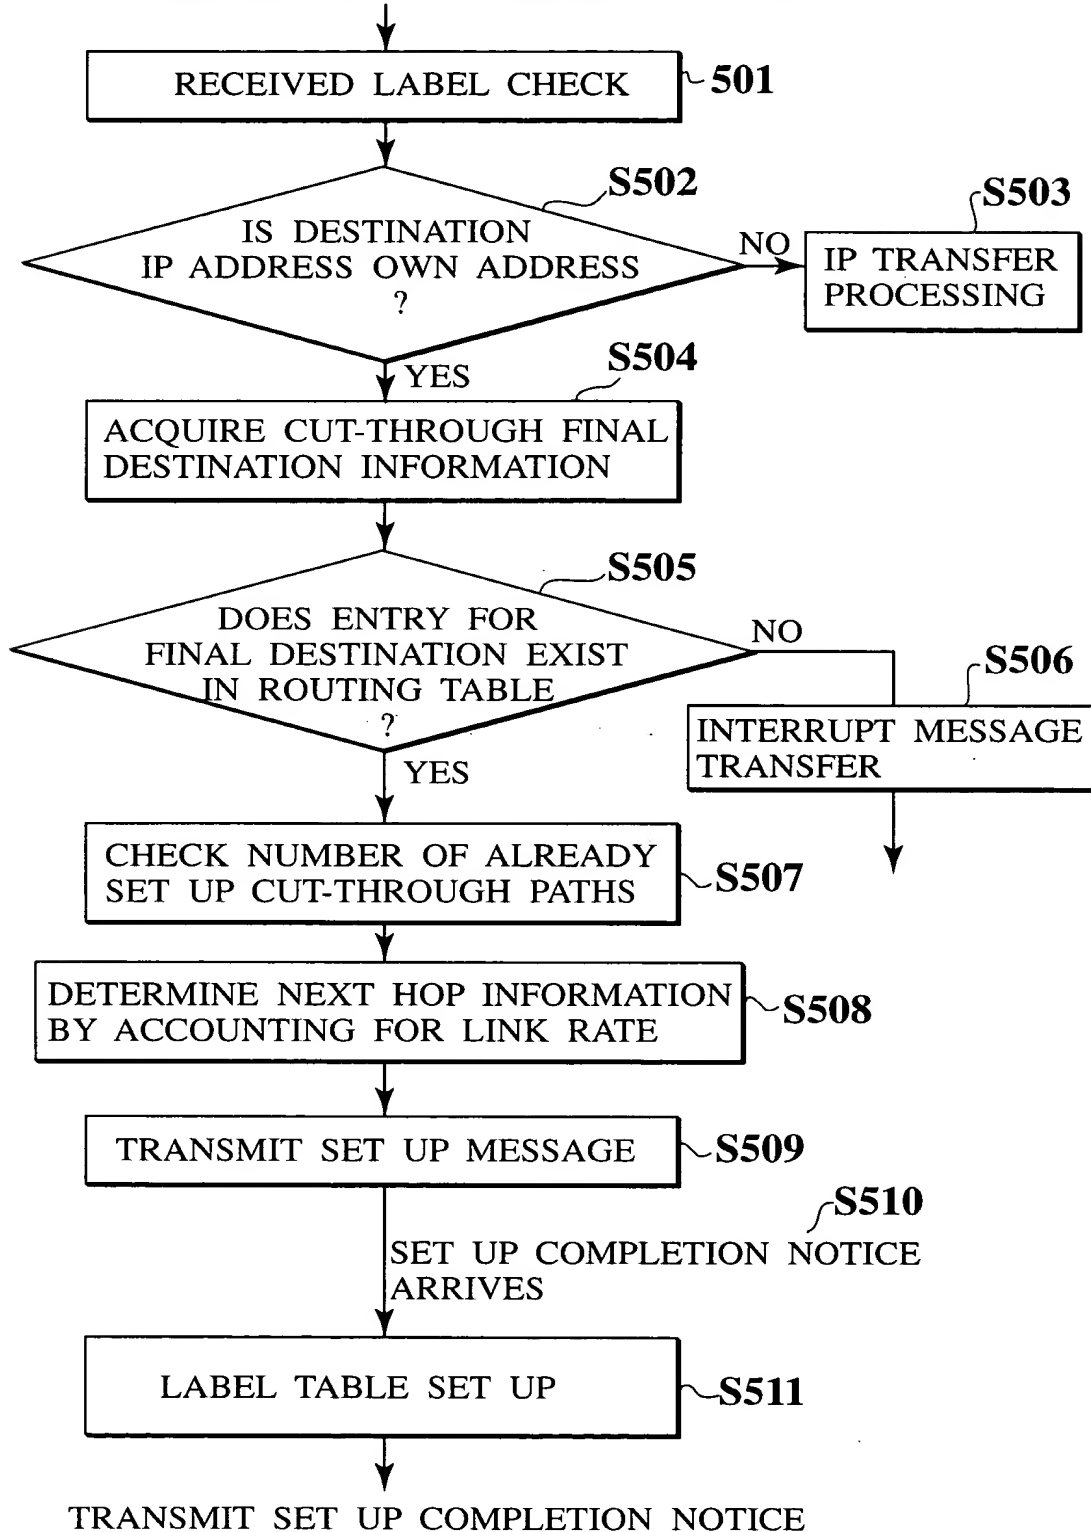 RECEIVED LABEL CHECK
501
S502
IS DESTINATION
IP ADDRESS OWN ADDRESS
?
NO
S503
IP TRANSFER
PROCESSING
YES
S504
ACQUIRE CUT-THROUGH FINAL
DESTINATION INFORMATION
S505
DOES ENTRY FOR
FINAL DESTINATION EXIST
IN ROUTING TABLE
?
NO
S506
INTERRUPT MESSAGE
TRANSFER
YES
CHECK NUMBER OF ALREADY
SET UP CUT-THROUGH PATHS
S507
DETERMINE NEXT HOP INFORMATION
BY ACCOUNTING FOR LINK RATE
S508
TRANSMIT SET UP MESSAGE
S509
S510
SET UP COMPLETION NOTICE
ARRIVES
LABEL TABLE SET UP
S511
TRANSMIT SET UP COMPLETION NOTICE